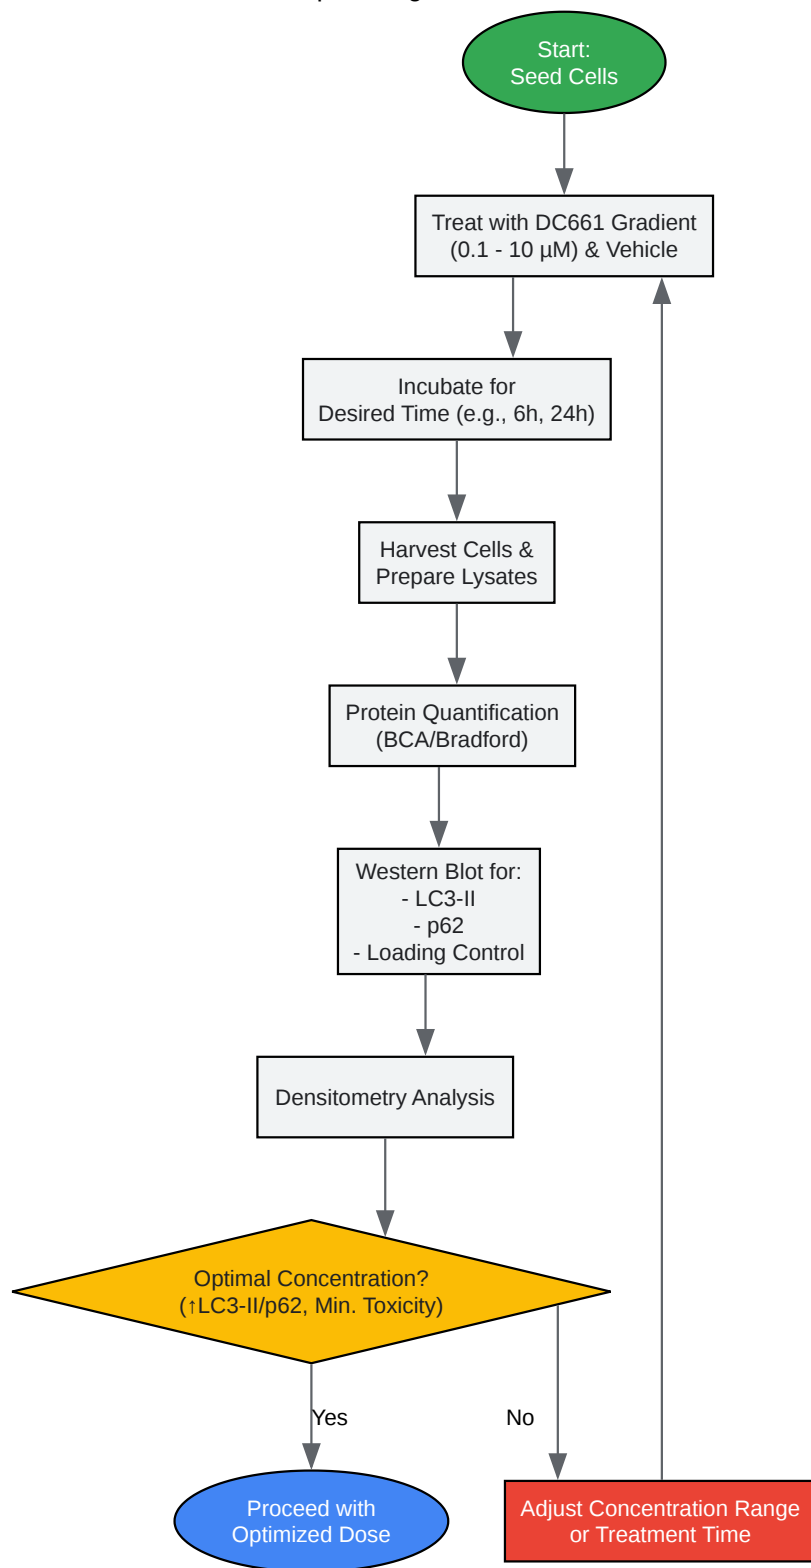 Start:
Seed Cells
Treat with DC661 Gradient
(0.1 - 10 µM) & Vehicle
Incubate for
Desired Time (e.g., 6h, 24h)
Harvest Cells &
Prepare Lysates
Protein Quantification
(BCA/Bradford)
Western Blot for:
- LC3-II
- p62
- Loading Control
Densitometry Analysis
Optimal Concentration?
(↑LC3-II/p62, Min. Toxicity)
Yes
No
Proceed with
Optimized Dose
Adjust Concentration Range
or Treatment Time